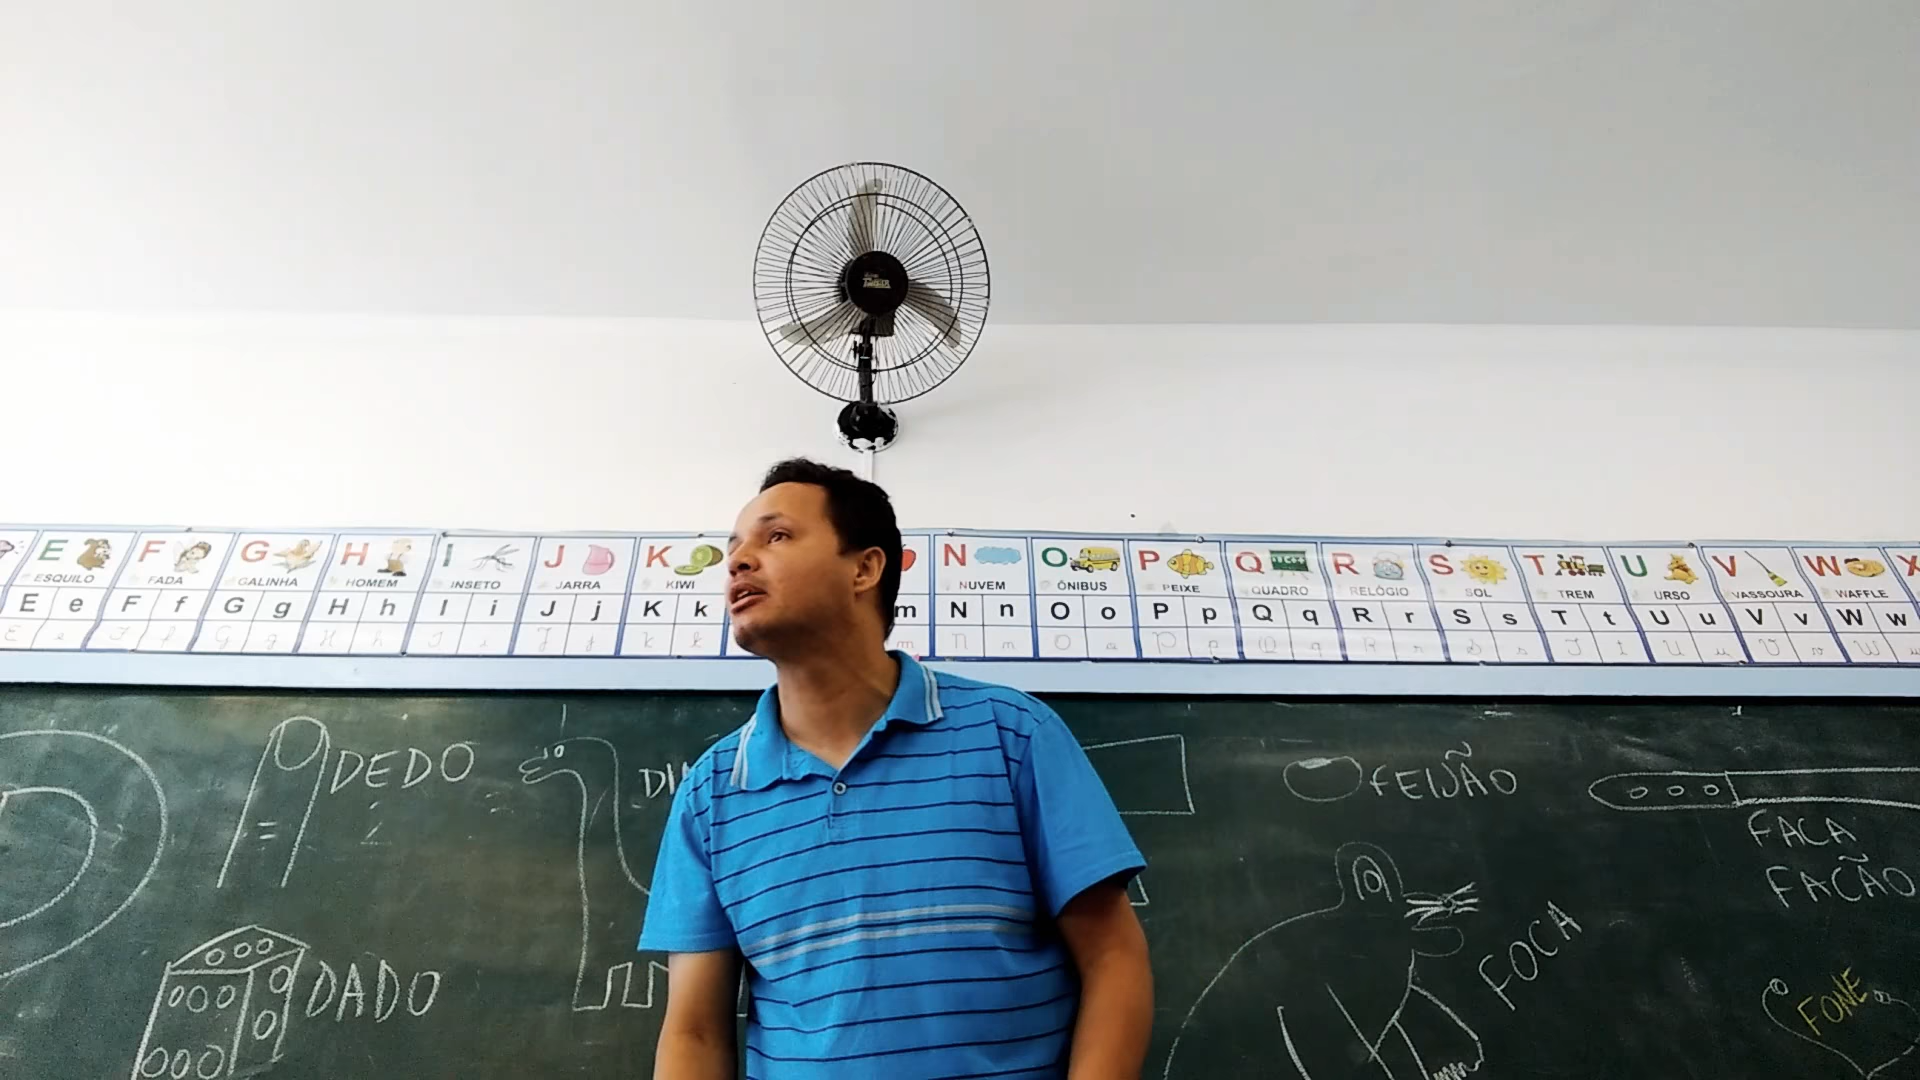 E F G H I J K N O P Q R S T U V W X
ESQUILO FADA GALINHA HOMEM INSETO JARRA KIWI NUVEM ÔNIBUS PEIXE QUADRO RELÓGIO SOL TREM URSO VASSOURA WAFFLE
E e F f G g H h I i J j K k m N n O o P p Q q R r S s T t U u V v W w
E e F f G g H h I i J j K k m N n O o P p Q q R r S s T t U u V v W w
DEDO
DADO
FEIJÃO
FACA
FACÃO
FOCA
FONE